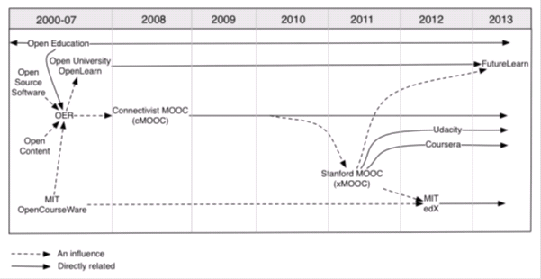 2000-07 2008 2009 2010 2011 2012 2013
Open Education
Open University
OpenLearn
FutureLearn
Open
Source
Software
OER
Connectivist MOOC
(cMOOC)
Open
Content
Udacity
Coursera
Stanford MOOC
(xMOOC)
MIT
OpenCourseWare
MIT
edX
An influence
Directly related